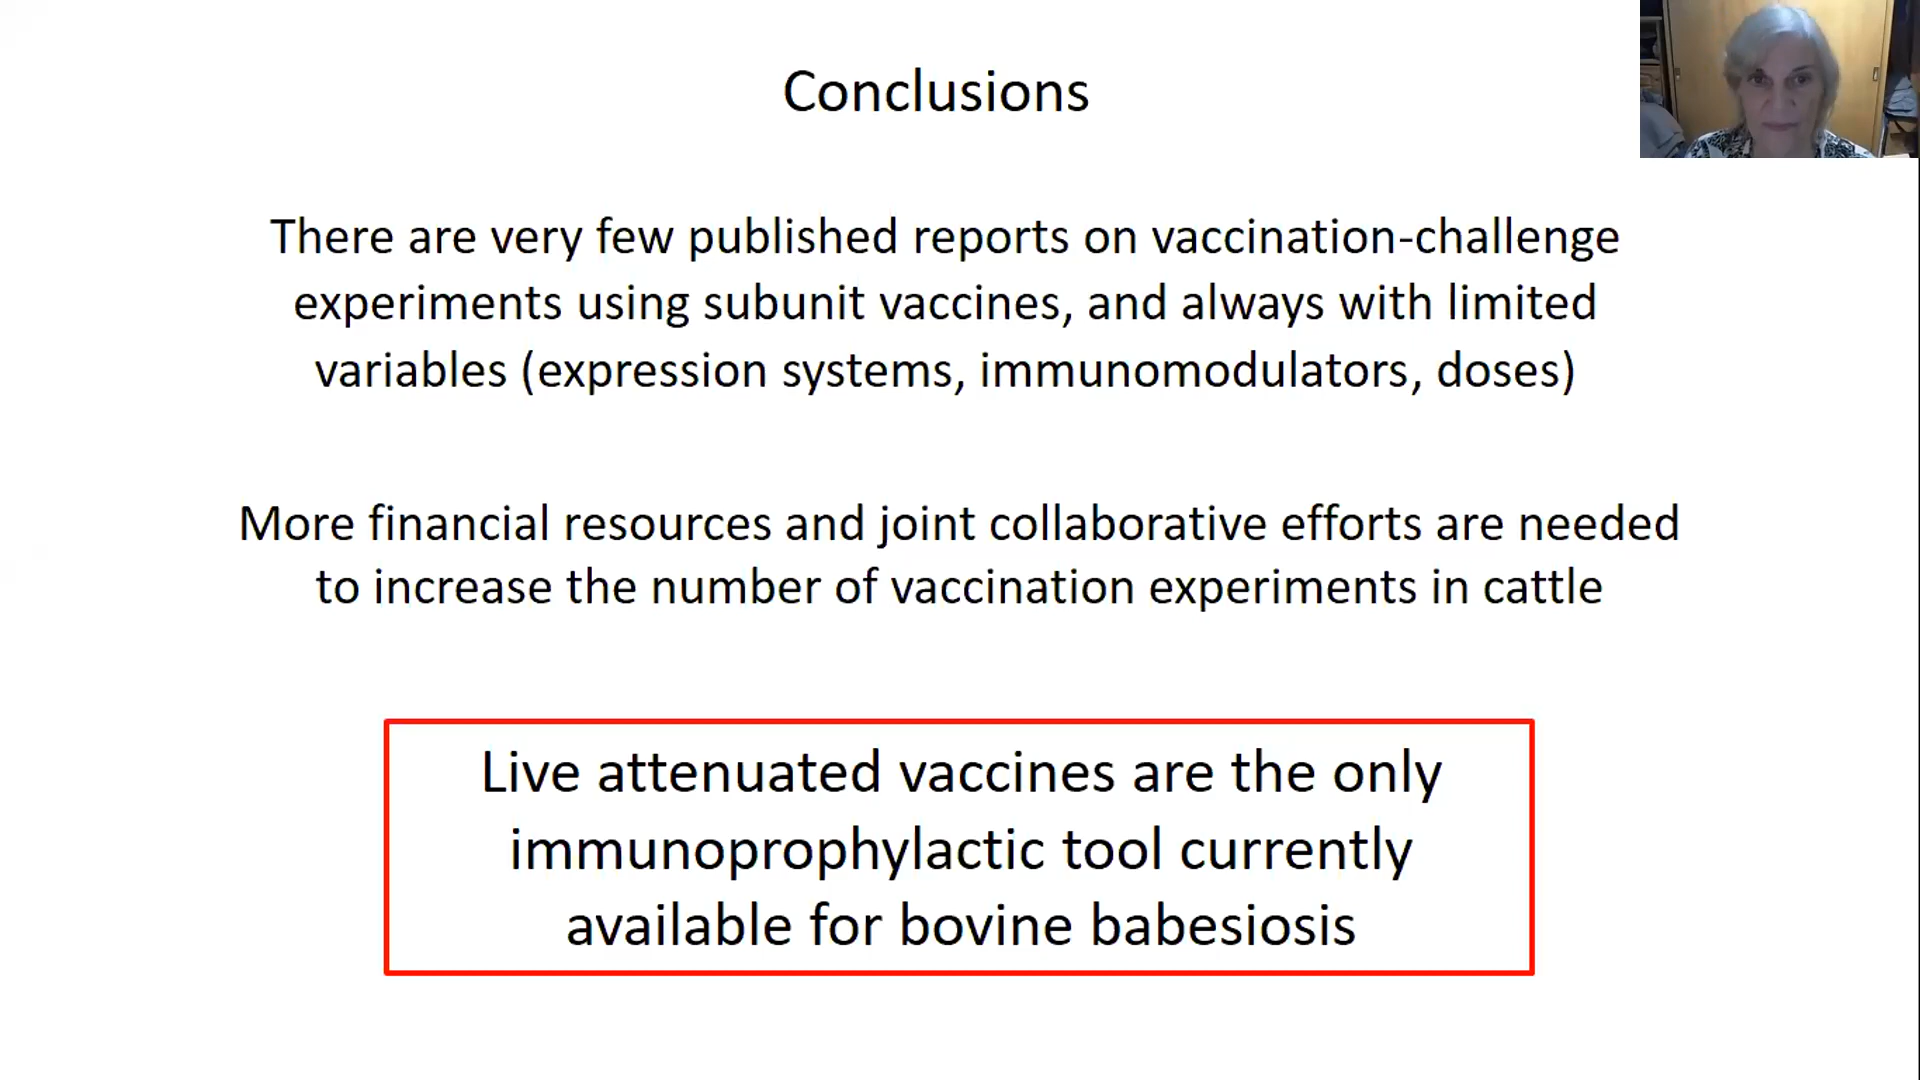 Conclusions
There are very few published reports on vaccination-challenge
experiments using subunit vaccines, and always with limited
variables (expression systems, immunomodulators, doses)
More financial resources and joint collaborative efforts are needed
to increase the number of vaccination experiments in cattle
Live attenuated vaccines are the only
immunoprophylactic tool currently
available for bovine babesiosis